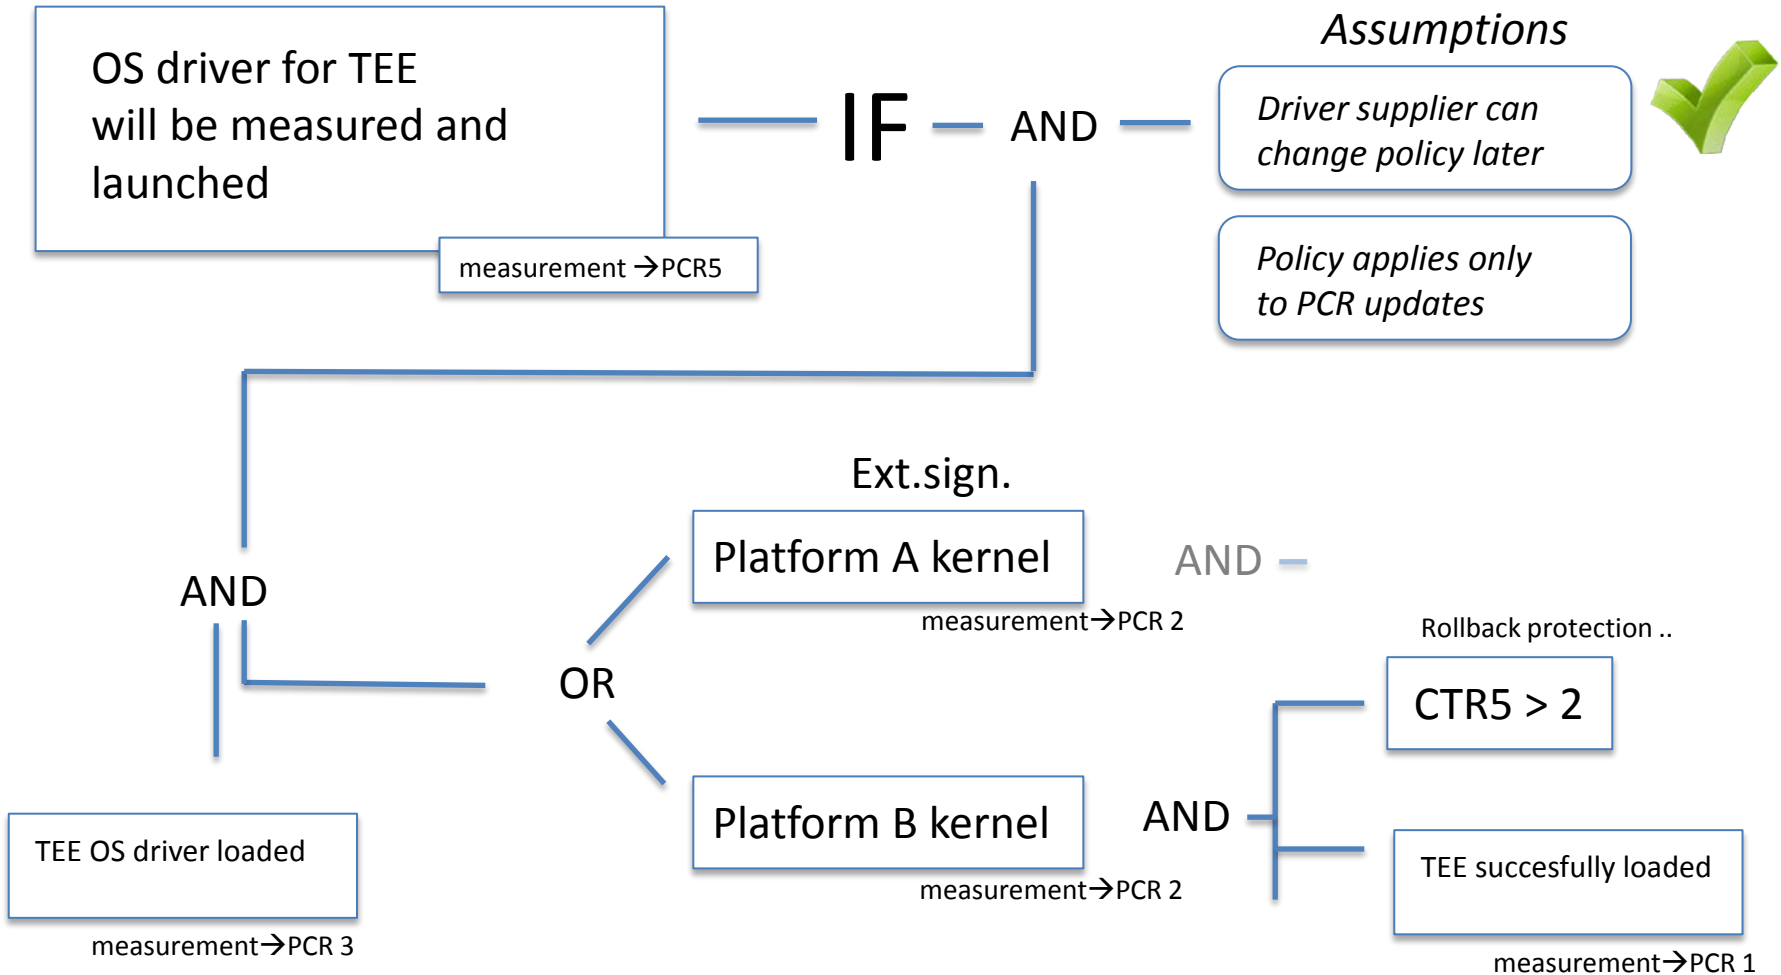 OS driver for TEE
will be measured and
launched
measurement →PCR5
IF
AND
Assumptions
Driver supplier can
change policy later
Policy applies only
to PCR updates
Ext.sign.
Platform A kernel
AND
measurement→PCR 2
AND
OR
Rollback protection ..
CTR5 > 2
Platform B kernel
AND
measurement→PCR 2
TEE OS driver loaded
measurement→PCR 3
TEE succesfully loaded
measurement→PCR 1